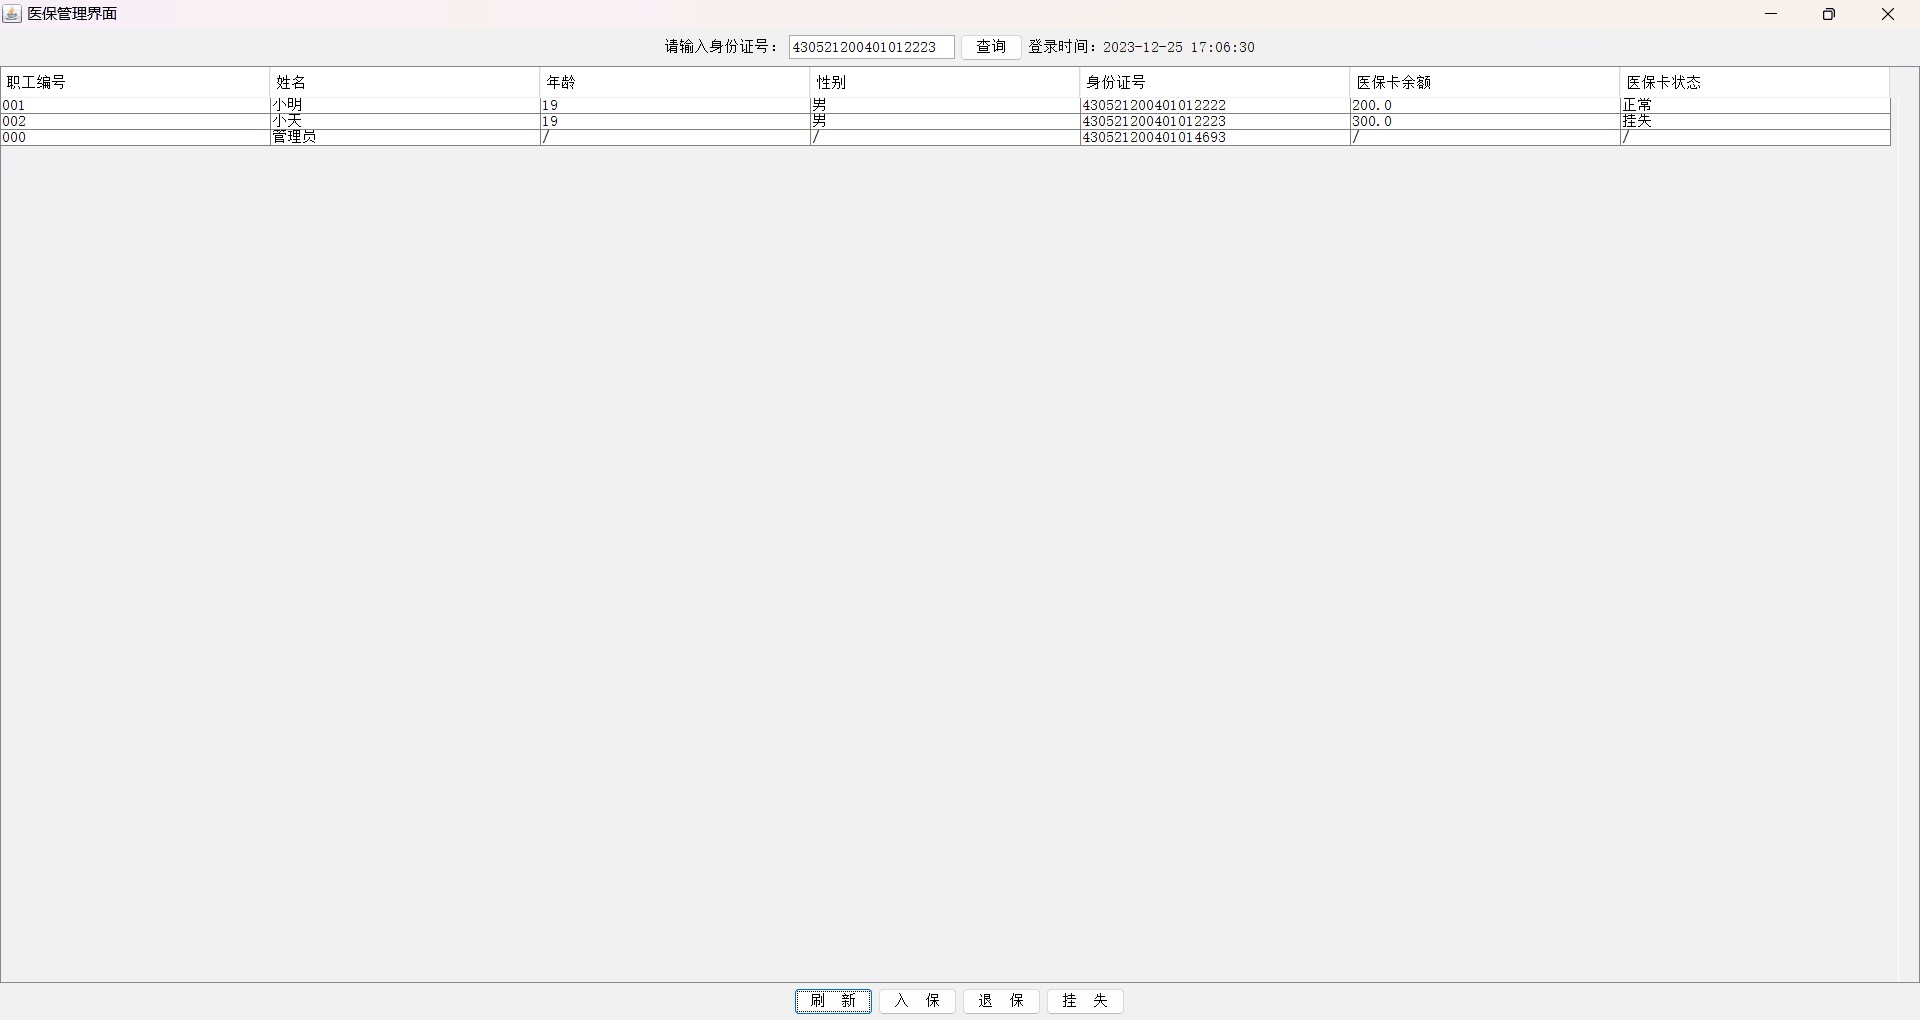 医保管理界面
请输入身份证号： 430521200401012223 查询 登录时间：2023-12-25 17:06:30
职工编号 姓名 年龄 性别 身份证号 医保卡余额 医保卡状态
001 小明 19 男 430521200401012222 200.0 正常
002 小天 19 男 430521200401012223 300.0 挂失
000 管理员 / / 430521200401014693 / /
刷 新 入 保 退 保 挂 失